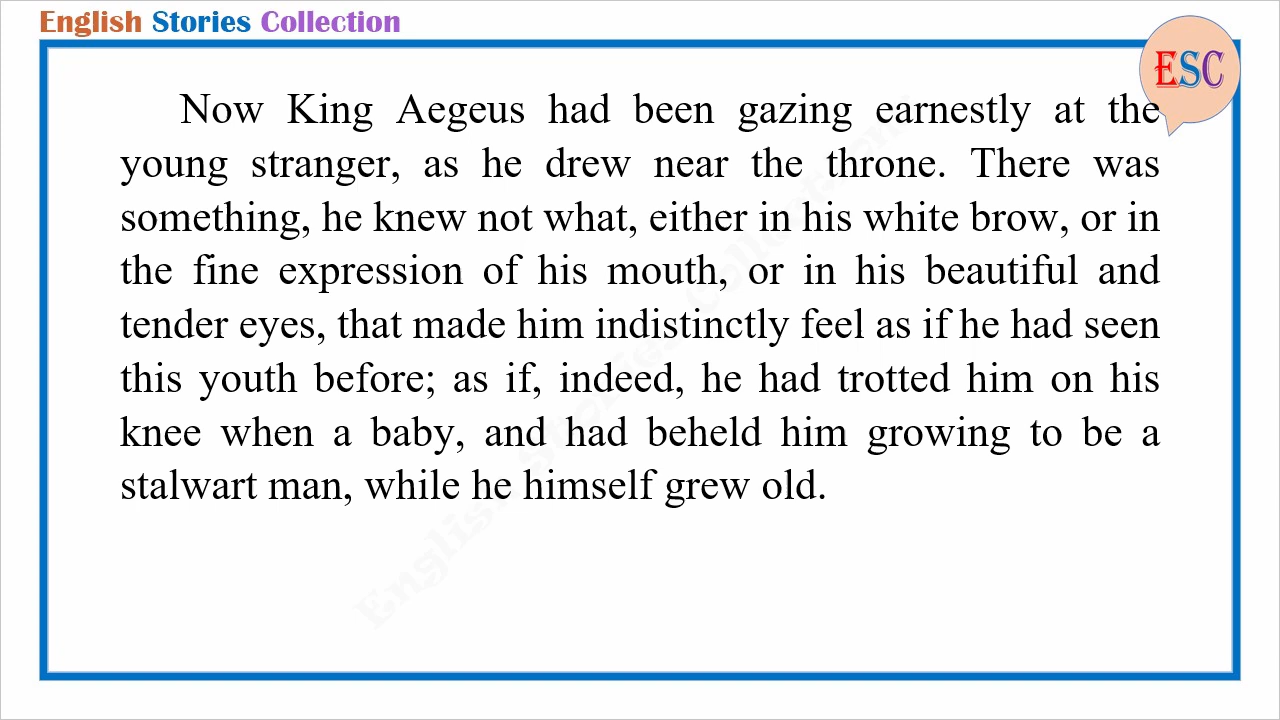 English Stories Collection
ESC
Now King Aegeus had been gazing earnestly at the
young stranger, as he drew near the throne. There was
something, he knew not what, either in his white brow, or in
the fine expression of his mouth, or in his beautiful and
tender eyes, that made him indistinctly feel as if he had seen
this youth before; as if, indeed, he had trotted him on his
knee when a baby, and had beheld him growing to be a
stalwart man, while he himself grew old.
English Stories Collection